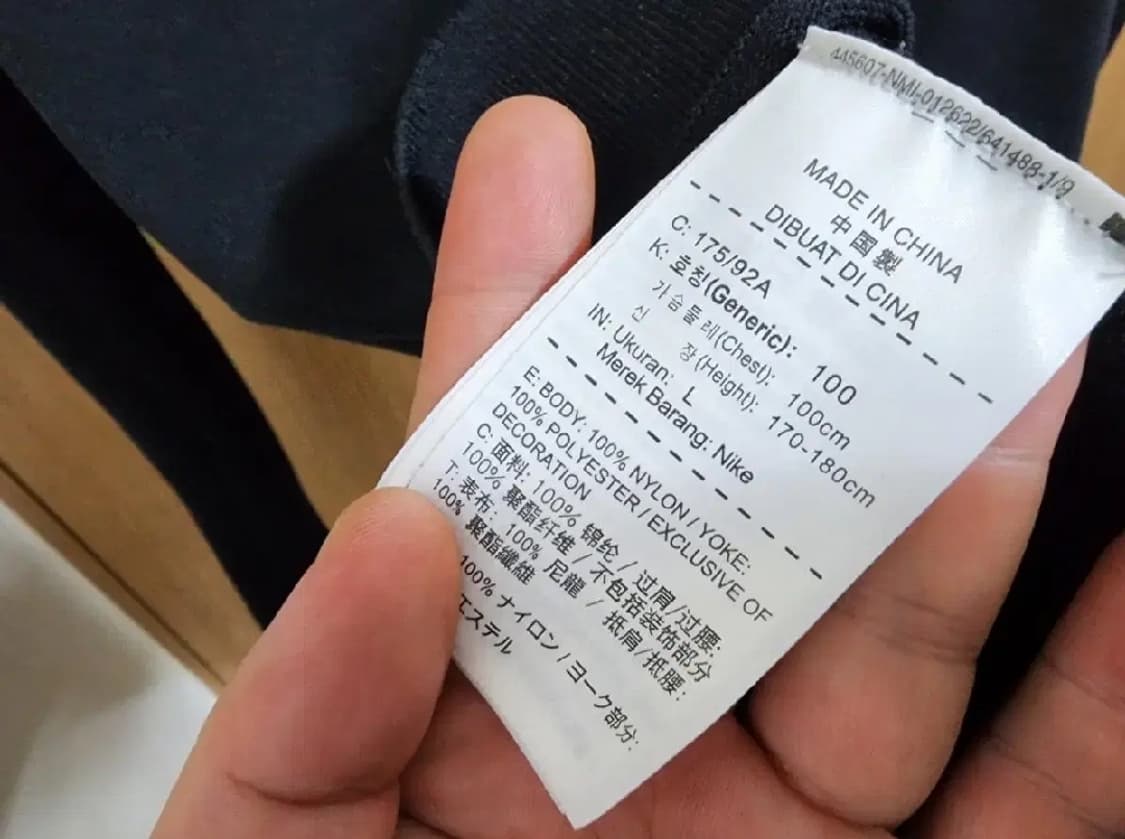 445607-NMI-012622/641488-1/9
MADE IN CHINA
中国製
DIBUAT DI CINA
C: 175/92A
K: 호칭(Generic): 100
가슴둘레(Chest): 100cm
신 장(Height): 170-180cm
IN: Ukuran: L
Merek Barang: Nike
E: BODY: 100% NYLON / YOKE:
100% POLYESTER / EXCLUSIVE OF
DECORATION
C: 面料: 100% 锦纶 / 过肩/过腰:
100% 聚酯纤维 / 不包括装饰部分
T: 表布: 100% 尼龍 / 抵肩/抵腰:
100% 聚酯纖維
100% ナイロン / ヨーク部分:
エステル